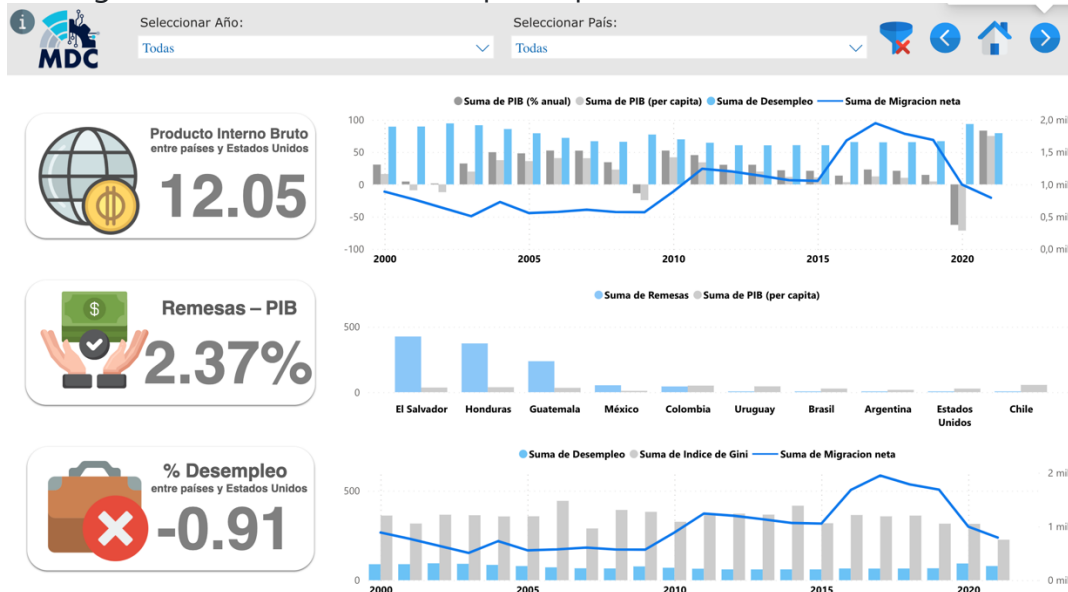 Seleccionar Año:
Todas
Seleccionar País:
Todas
MDC
Producto Interno Bruto
entre países y Estados Unidos
12.05
Suma de PIB (% anual) Suma de PIB (per capita) Suma de Desempleo Suma de Migracion neta
100
50
0
-50
-100
2,0 mil
1,5 mil
1,0 mil
0,5 mil
0,0 mil
2000 2005 2010 2015 2020
Remesas – PIB
2.37%
Suma de Remesas Suma de PIB (per capita)
500
0
El Salvador Honduras Guatemala México Colombia Uruguay Brasil Argentina Estados Unidos Chile
% Desempleo
entre países y Estados Unidos
-0.91
Suma de Desempleo Suma de Indice de Gini Suma de Migracion neta
500
0
2 mil
1 mil
0 mil
2000 2005 2010 2015 2020